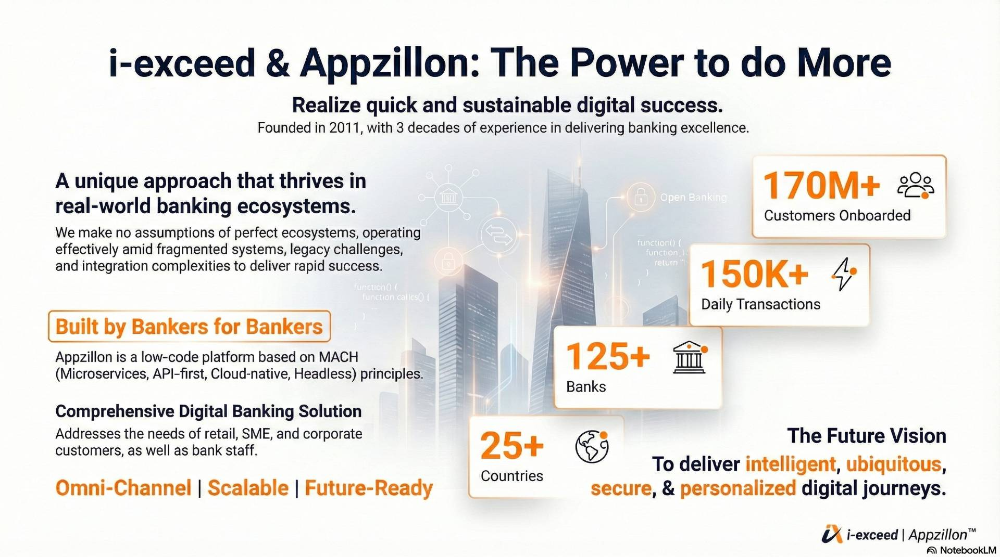 i-exceed & Appzillon: The Power to do More
Realize quick and sustainable digital success.
Founded in 2011, with 3 decades of experience in delivering banking excellence.
A unique approach that thrives in
real-world banking ecosystems.
We make no assumptions of perfect ecosystems, operating
effectively amid fragmented systems, legacy challenges,
and integration complexities to deliver rapid success.
Built by Bankers for Bankers
Appzillon is a low-code platform based on MACH
(Microservices, API-first, Cloud-native, Headless) principles.
Comprehensive Digital Banking Solution
Addresses the needs of retail, SME, and corporate
customers, as well as bank staff.
Omni-Channel | Scalable | Future-Ready
function() {
function calics() {
}
}
Open Banking
function() {
function
return
}
}
}
170M+
Customers Onboarded
150K+
Daily Transactions
125+
Banks
25+
Countries
The Future Vision
To deliver intelligent, ubiquitous,
secure, & personalized digital journeys.
i-exceed | Appzillon™
NotebookLM